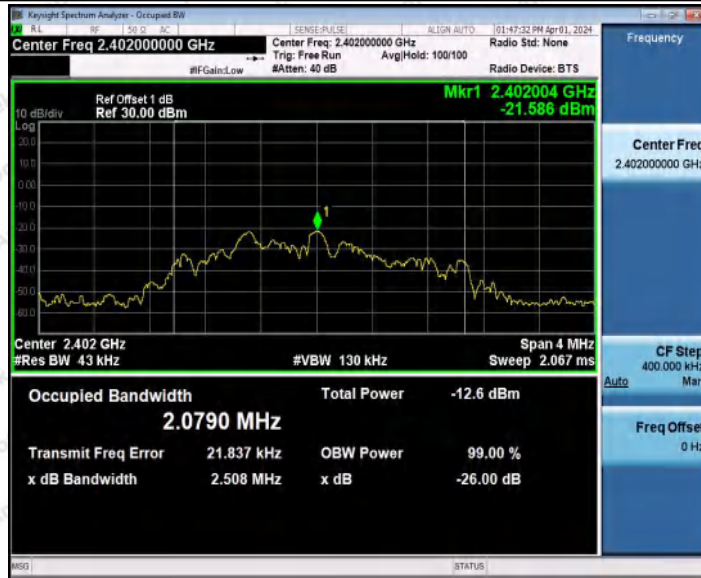 Keysight Spectrum Analyzer - Occupied BW
RL RF 50 Ω AC SENSE:PULSE ALIGN AUTO 01:47:32 PM Apr 01, 2024
Center Freq 2.402000000 GHz
Center Freq: 2.402000000 GHz
Radio Std: None
Trig: Free Run Avg|Hold: 100/100
#IFGain:Low #Atten: 40 dB Radio Device: BTS
Frequency
Ref Offset 1 dB
Mkr1 2.402004 GHz
10 dB/div Ref 30.00 dBm
-21.586 dBm
Log
20.0
10.0
0.00
-10.0
-20.0
-30.0
-40.0
-50.0
-60.0
1
Center Freq
2.402000000 GHz
Center 2.402 GHz Span 4 MHz
#Res BW 43 kHz #VBW 130 kHz Sweep 2.067 ms
CF Step
400.000 kHz
Auto Man
Occupied Bandwidth Total Power -12.6 dBm
2.0790 MHz
Transmit Freq Error 21.837 kHz OBW Power 99.00 %
x dB Bandwidth 2.508 MHz x dB -26.00 dB
Freq Offset
0 Hz
MSG STATUS